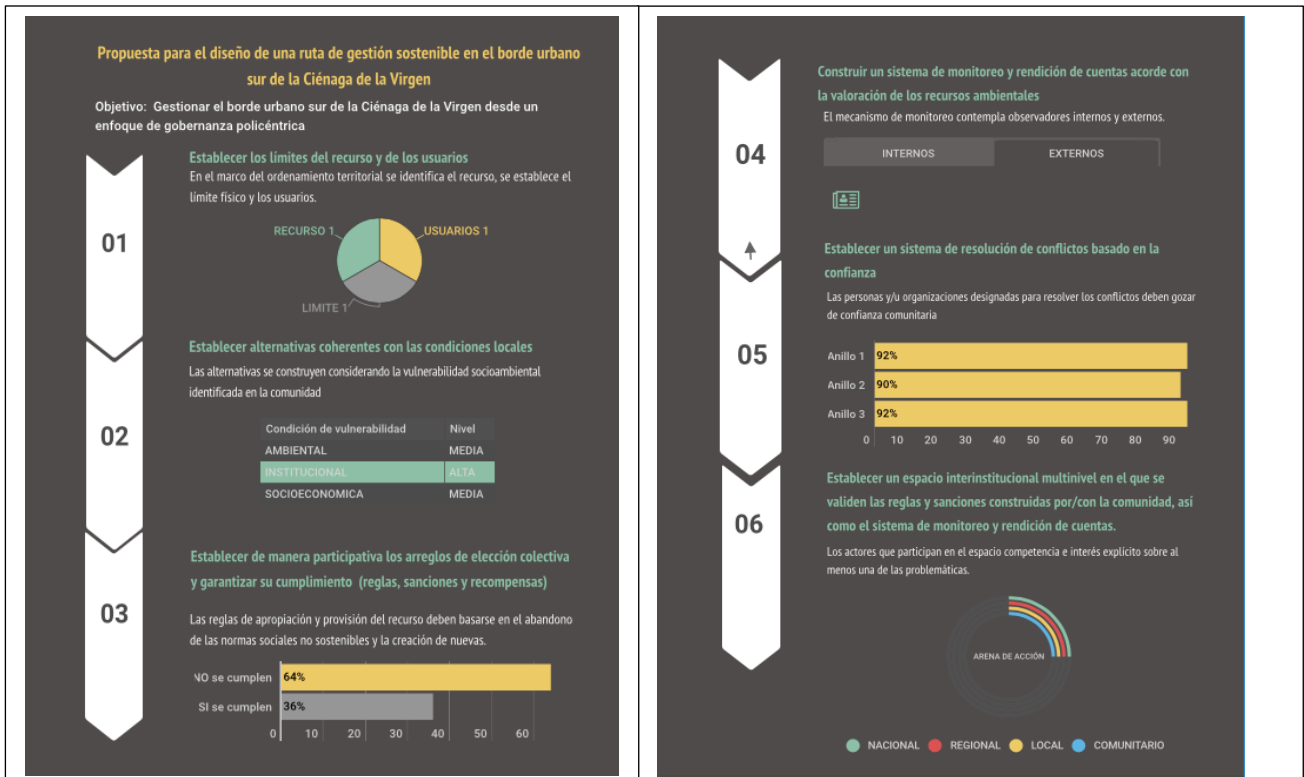 Propuesta para el diseño de una ruta de gestión sostenible en el borde urbano
sur de la Ciénaga de la Virgen
Objetivo: Gestionar el borde urbano sur de la Ciénaga de la Virgen desde un
enfoque de gobernanza policéntrica
01
Establecer los límites del recurso y de los usuarios
En el marco del ordenamiento territorial se identifica el recurso, se establece el
límite físico y los usuarios.
RECURSO 1
USUARIOS 1
LIMITE 1
02
Establecer alternativas coherentes con las condiciones locales
Las alternativas se construyen considerando la vulnerabilidad socioambiental
identificada en la comunidad
Condición de vulnerabilidad Nivel
AMBIENTAL MEDIA
INSTITUCIONAL ALTA
SOCIOECONOMICA MEDIA
03
Establecer de manera participativa los arreglos de elección colectiva
y garantizar su cumplimiento (reglas, sanciones y recompensas)
Las reglas de apropiación y provisión del recurso deben basarse en el abandono
de las normas sociales no sostenibles y la creación de nuevas.
NO se cumplen 64%
SI se cumplen 36%
0 10 20 30 40 50 60
04
Construir un sistema de monitoreo y rendición de cuentas acorde con
la valoración de los recursos ambientales
El mecanismo de monitoreo contempla observadores internos y externos.
INTERNOS EXTERNOS
05
Establecer un sistema de resolución de conflictos basado en la
confianza
Las personas y/u organizaciones designadas para resolver los conflictos deben gozar
de confianza comunitaria
Anillo 1 92%
Anillo 2 90%
Anillo 3 92%
0 10 20 30 40 50 60 70 80 90
06
Establecer un espacio interinstitucional multinivel en el que se
validen las reglas y sanciones construidas por/con la comunidad, así
como el sistema de monitoreo y rendición de cuentas.
Los actores que participan en el espacio competencia e interés explícito sobre al
menos una de las problemáticas.
ARENA DE ACCIÓN
NACIONAL REGIONAL LOCAL COMUNITARIO